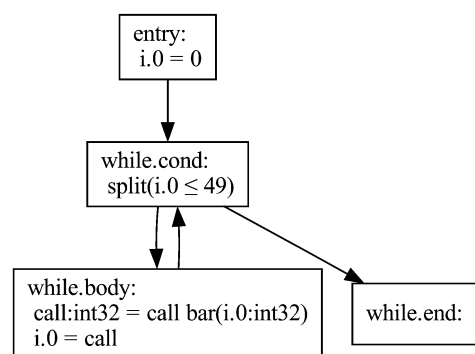 entry:
i.0 = 0
while.cond:
split(i.0 ≤ 49)
while.body:
call:int32 = call bar(i.0:int32)
i.0 = call
while.end: